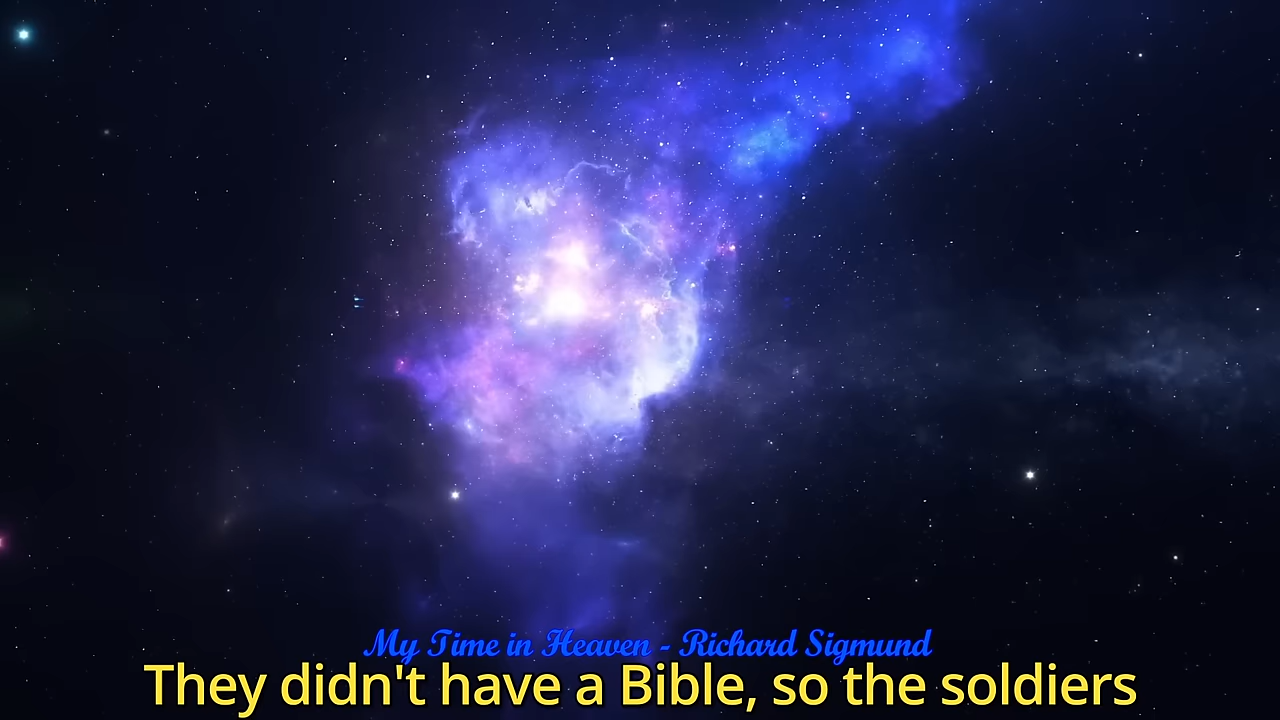 My Time in Heaven - Richard Sigmund
They didn't have a Bible, so the soldiers